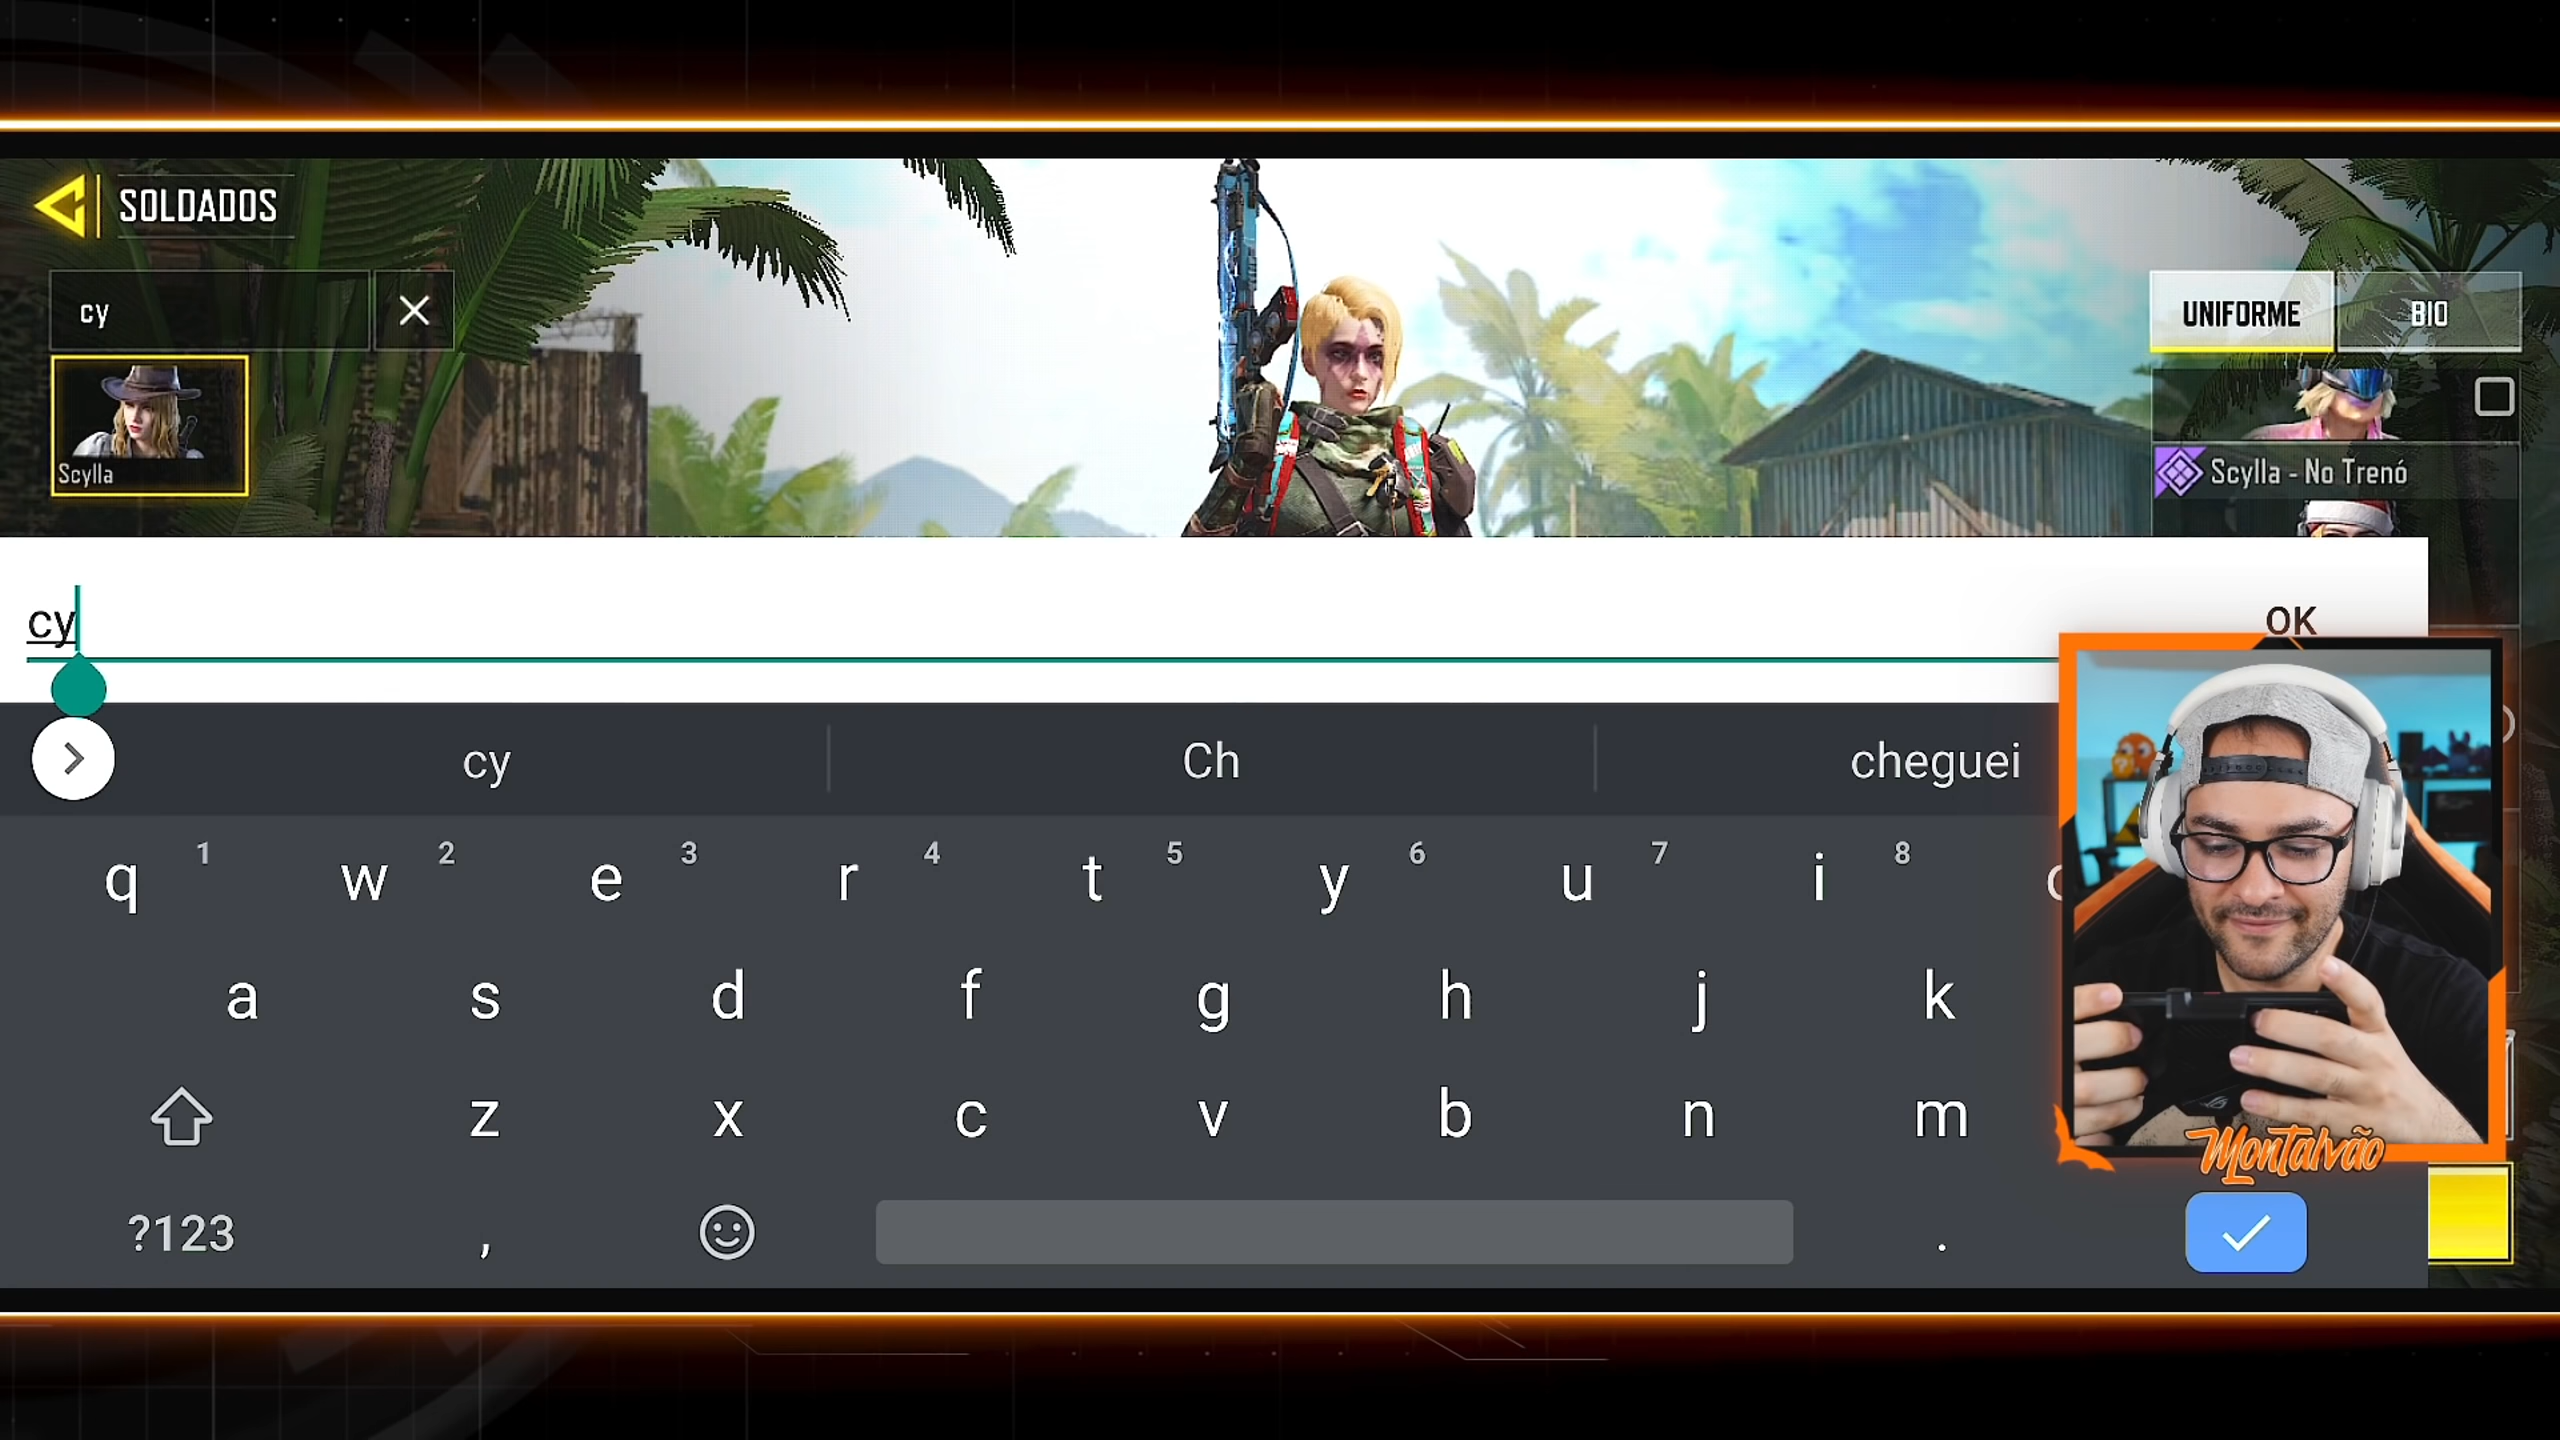 SOLDADOS
cy
Scylla
UNIFORME
BIO
Scylla - No Trenó
cy
OK
cy
Ch
cheguei
q 1 w 2 e 3 r 4 t 5 y 6 u 7 i 8
a s d f g h j k
z x c v b n m
Montalvão
?123 , .